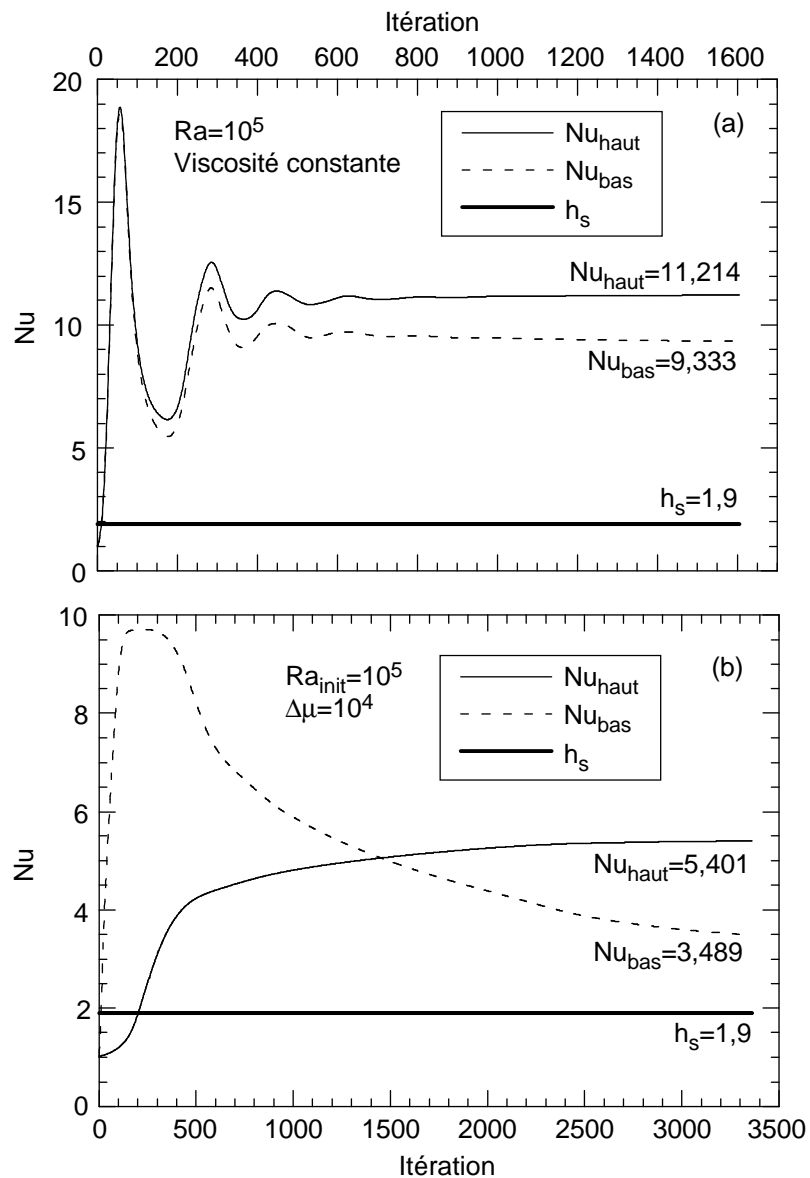 Itération
0 200 400 600 800 1000 1200 1400 1600
20
15
10
5
0
Nu
Ra=10⁵
Viscosité constante
Nu_haut
Nu_bas
h_s
(a)
Nu_haut=11,214
Nu_bas=9,333
h_s=1,9
10
8
6
4
2
0
Nu
Ra_init=10⁵
Δμ=10⁴
Nu_haut
Nu_bas
h_s
(b)
Nu_haut=5,401
Nu_bas=3,489
h_s=1,9
0 500 1000 1500 2000 2500 3000 3500
Itération